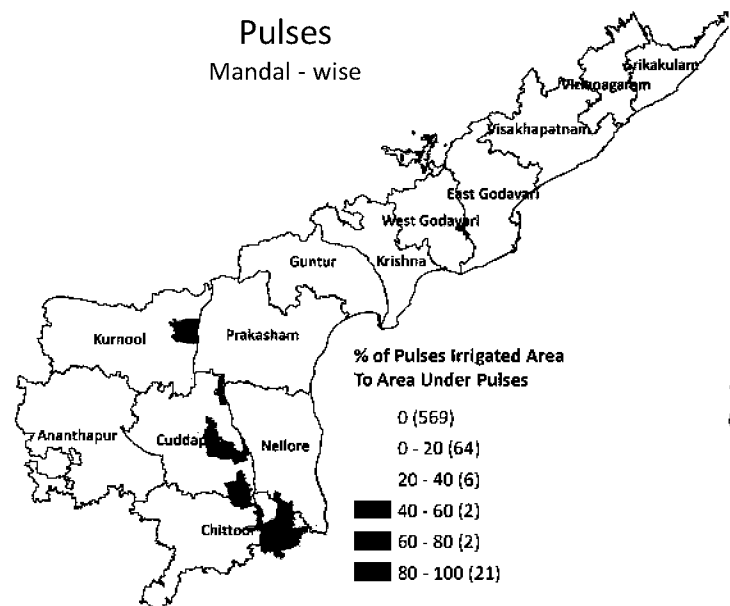 Pulses
Mandal - wise
Srikakulam
Vizianagaram
Visakhapatnam
East Godavari
West Godavari
Krishna
Guntur
Prakasham
Kurnool
% of Pulses Irrigated Area
To Area Under Pulses
0 (569)
0 - 20 (64)
20 - 40 (6)
40 - 60 (2)
60 - 80 (2)
80 - 100 (21)
Ananthapur
Nellore
Chittoor